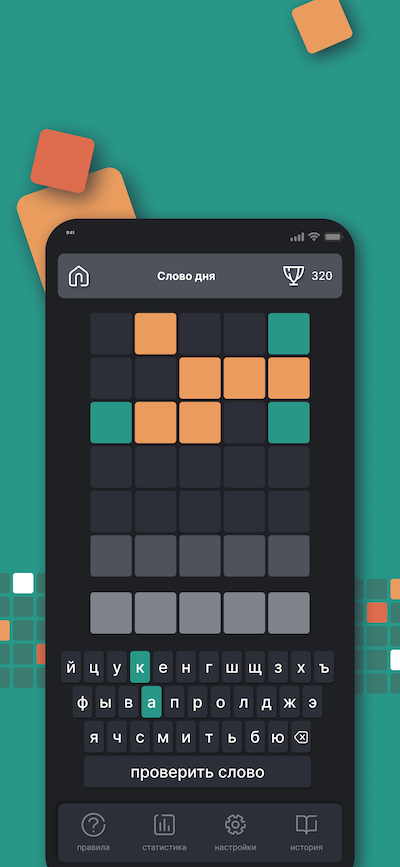 9:41
Слово дня
320
й ц у к е н г ш щ з х ъ
ф ы в а п р о л д ж э
я ч с м и т ь б ю
проверить слово
правила статистика настройки история